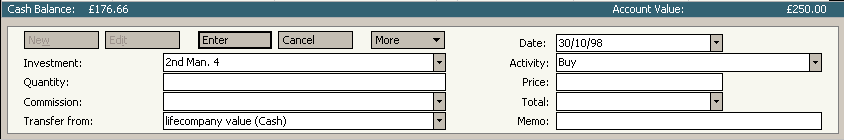 Cash Balance: £176.66 Account Value: £250.00
New Edit Enter Cancel More Date: 30/10/98
Investment: 2nd Man. 4 Activity: Buy
Quantity: Price:
Commission: Total:
Transfer from: lifecompany value (Cash) Memo: